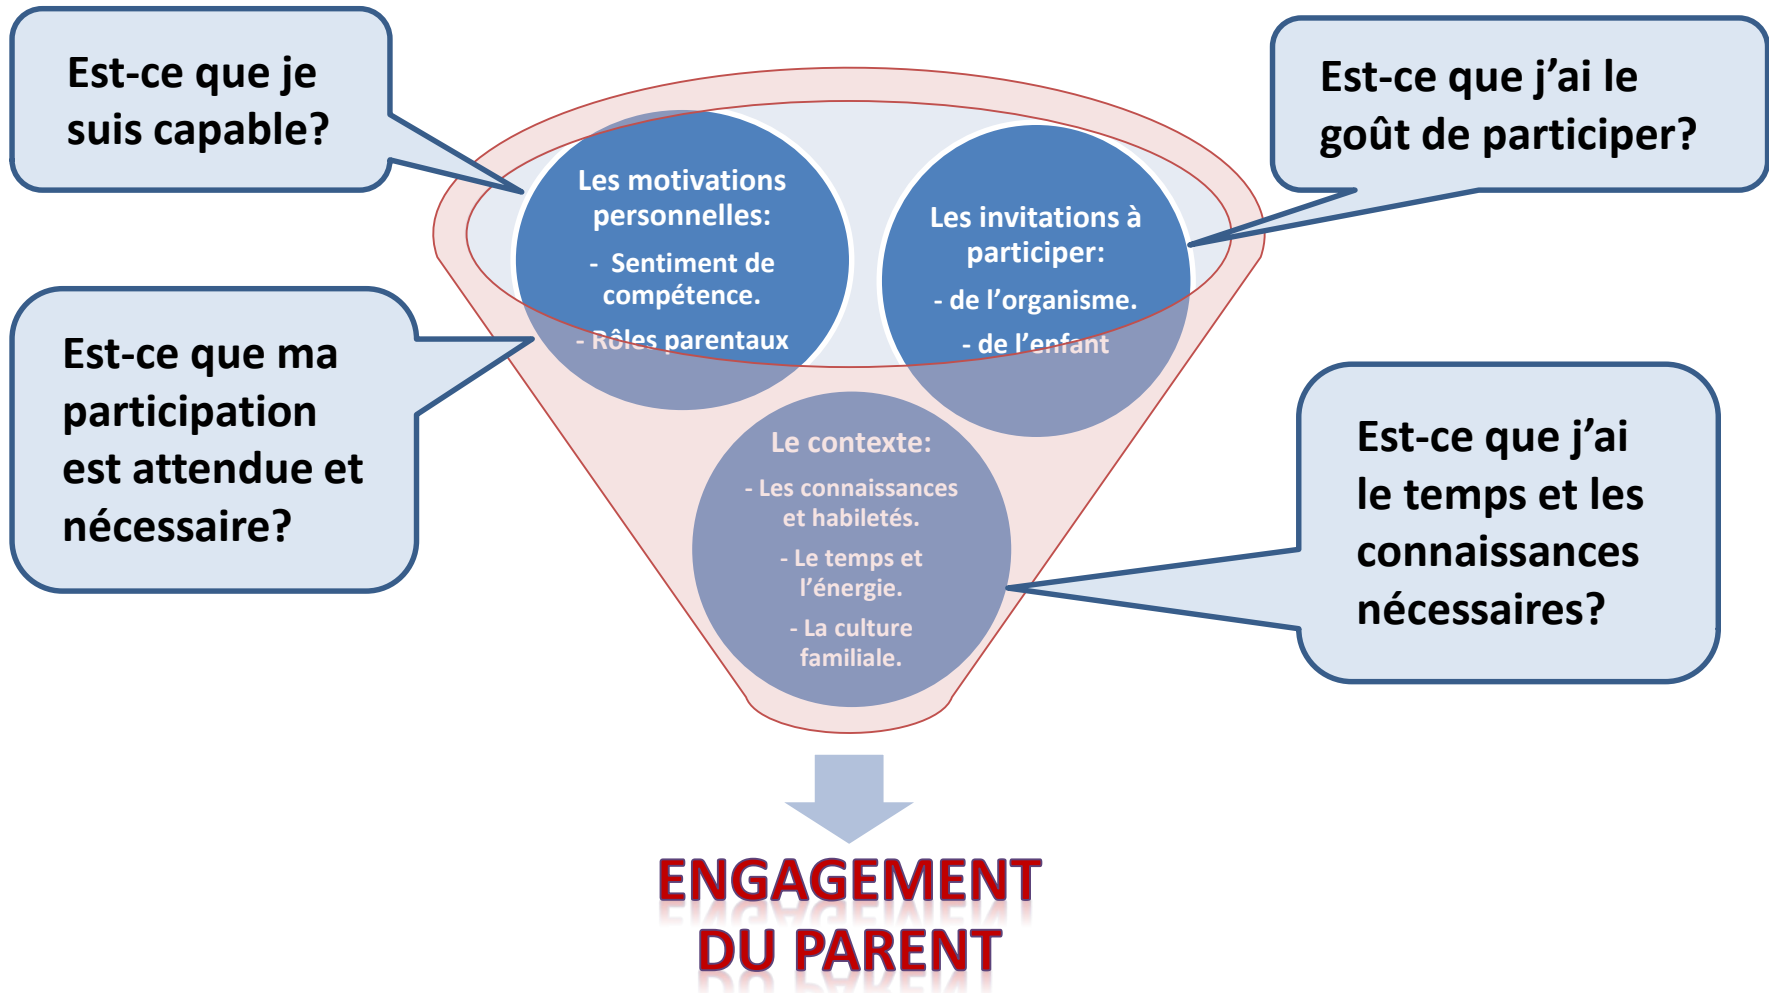 Est-ce que je
suis capable?
Est-ce que j’ai le
goût de participer?
Les motivations
personnelles:
- Sentiment de
compétence.
- Rôles parentaux
Les invitations à
participer:
- de l’organisme.
- de l’enfant
Est-ce que ma
participation
est attendue et
nécessaire?
Le contexte:
- Les connaissances
et habiletés.
- Le temps et
l’énergie.
- La culture
familiale.
Est-ce que j’ai
le temps et les
connaissances
nécessaires?
ENGAGEMENT
DU PARENT